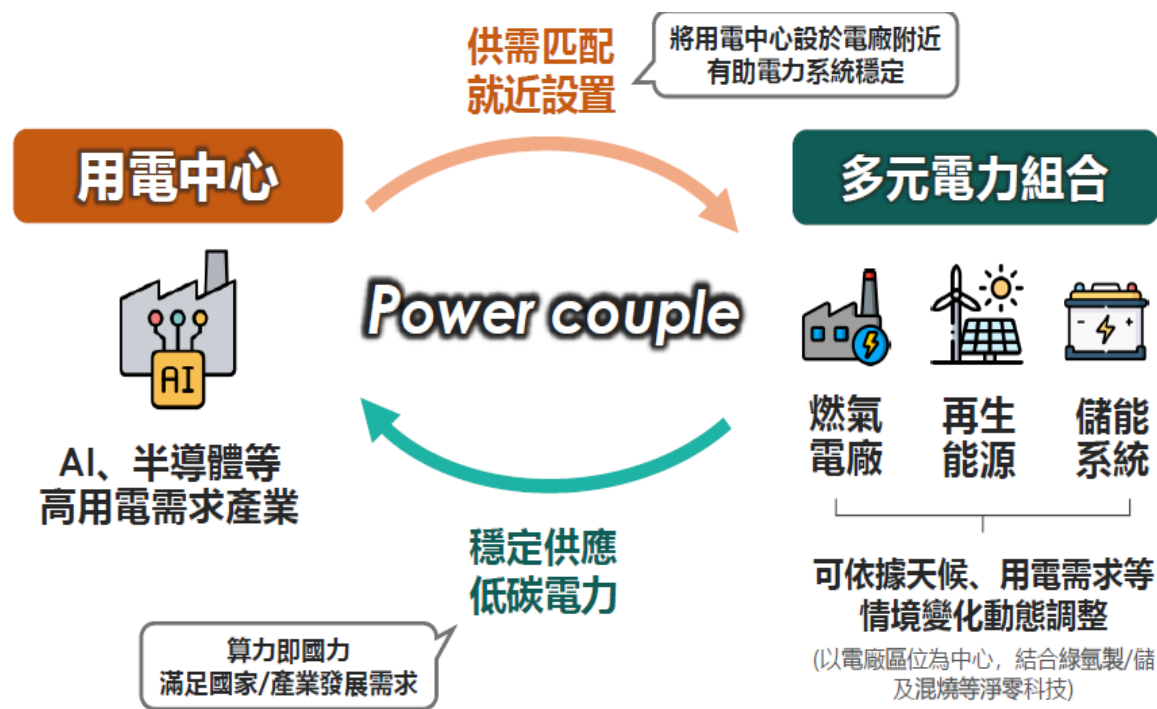 供需匹配
就近設置
將用電中心設於電廠附近
有助電力系統穩定
用電中心
多元電力組合
Power couple
AI
AI、半導體等
高用電需求產業
燃氣
電廠
再生
能源
儲能
系統
穩定供應
低碳電力
算力即國力
滿足國家/產業發展需求
可依據天候、用電需求等
情境變化動態調整
(以電廠區位為中心，結合綠氫製/儲
及混燒等淨零科技)